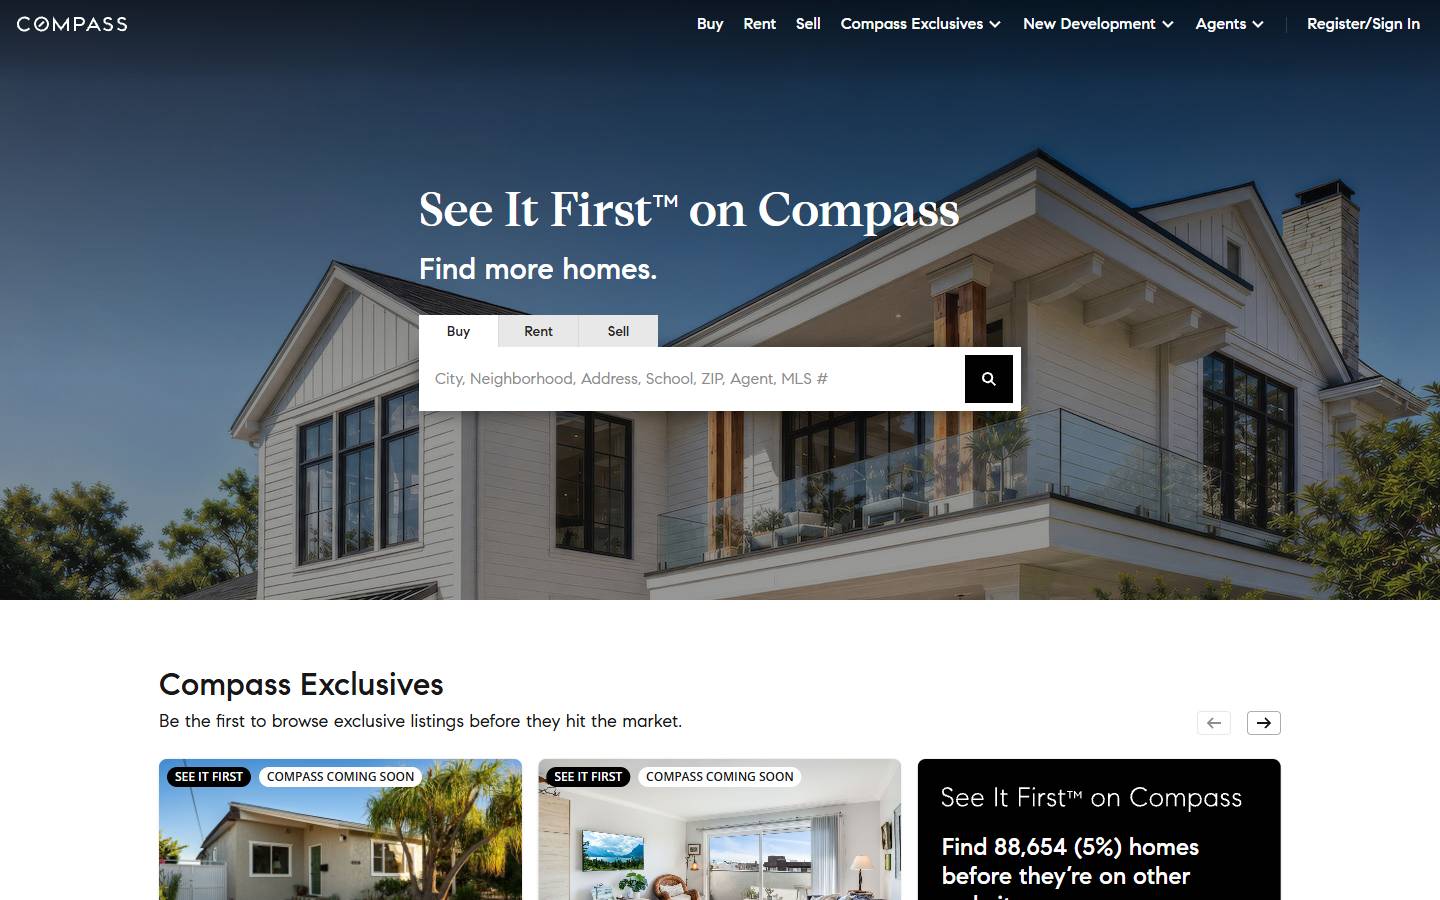 COMPASS
Buy Rent Sell Compass Exclusives New Development Agents Register/Sign In
See It First™ on Compass
Find more homes.
Buy Rent Sell
City, Neighborhood, Address, School, ZIP, Agent, MLS #
Compass Exclusives
Be the first to browse exclusive listings before they hit the market.
SEE IT FIRST COMPASS COMING SOON
SEE IT FIRST COMPASS COMING SOON
See It First™ on Compass
Find 88,654 (5%) homes
before they’re on other